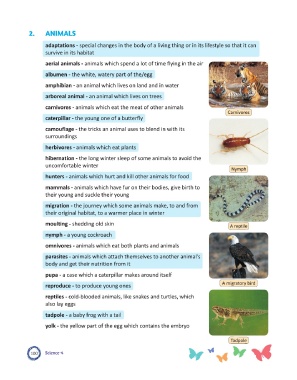 2. ANIMALS
adaptations - special changes in the body of a living thing or in its lifestyle so that it can
survive in its habitat
aerial animals - animals which spend a lot of time flying in the air
albumen - the white, watery part of the/egg
amphibian - an animal which lives on land and in water
arboreal animal - an animal which lives on trees
carnivores - animals which eat the meat of other animals
Carnivores
caterpillar - the young one of a butterfly
camouflage - the tricks an animal uses to blend in with its
surroundings
herbivores - animals which eat plants
hibernation - the long winter sleep of some animals to avoid the
uncomfortable winter
Nymph
hunters - animals which hunt and kill other animals for food
mammals - animals which have fur on their bodies, give birth to
their young and suckle their young
migration - the journey which some animals make, to and from
their original habitat, to a warmer place in winter
moulting - shedding old skin
A reptile
nymph - a young cockroach
omnivores - animals which eat both plants and animals
parasites - animals which attach themselves to another animal's
body and get their nutrition from it
pupa - a case which a caterpillar makes around itself
A migratory bird
reproduce - to produce young ones
reptiles - cold-blooded animals, like snakes and turtles, which
also lay eggs
tadpole - a baby frog with a tail
yolk - the yellow part of the egg which contains the embryo
Tadpole
100 Science 4